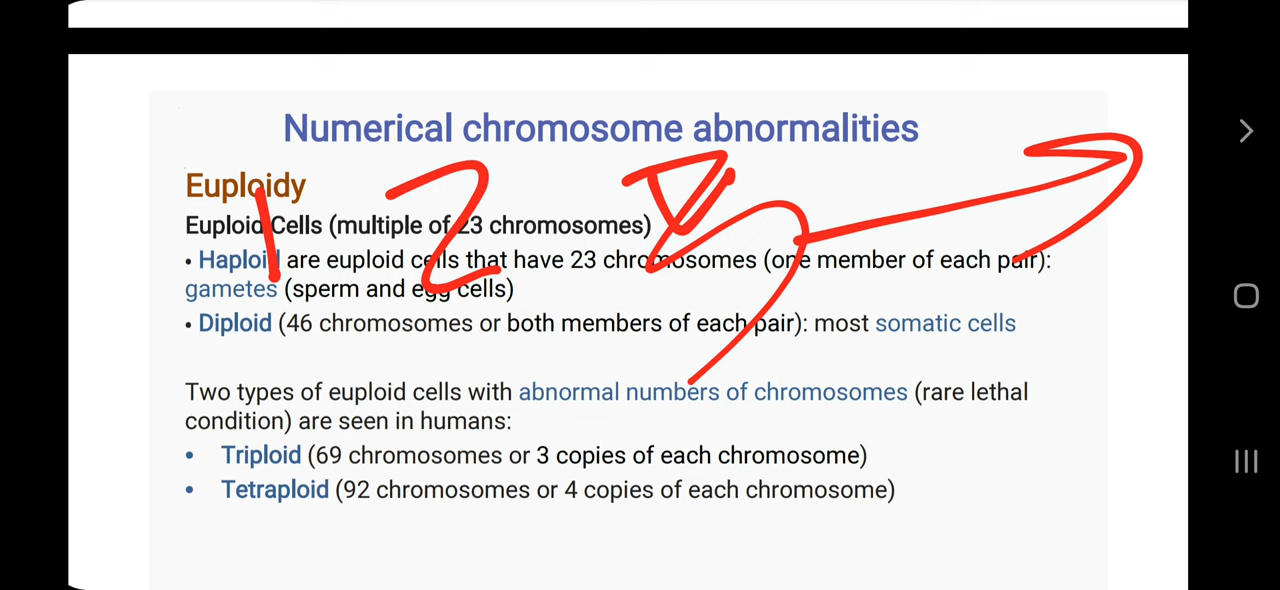 Numerical chromosome abnormalities
Euploidy
1 2 3
Euploid Cells (multiple of 23 chromosomes)
• Haploid are euploid cells that have 23 chromosomes (one member of each pair):
gametes (sperm and egg cells)
• Diploid (46 chromosomes or both members of each pair): most somatic cells
Two types of euploid cells with abnormal numbers of chromosomes (rare lethal
condition) are seen in humans:
• Triploid (69 chromosomes or 3 copies of each chromosome)
• Tetraploid (92 chromosomes or 4 copies of each chromosome)